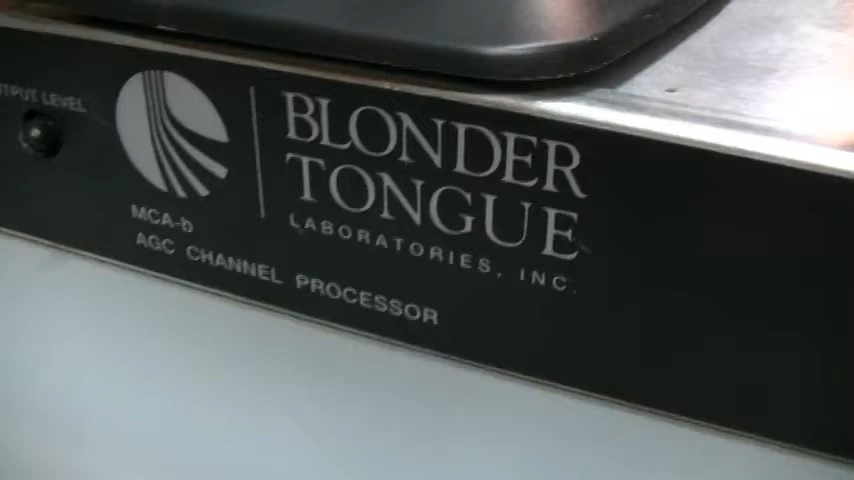 OUTPUT LEVEL
BLONDER
TONGUE
LABORATORIES, INC.
MCA-b
AGC CHANNEL PROCESSOR